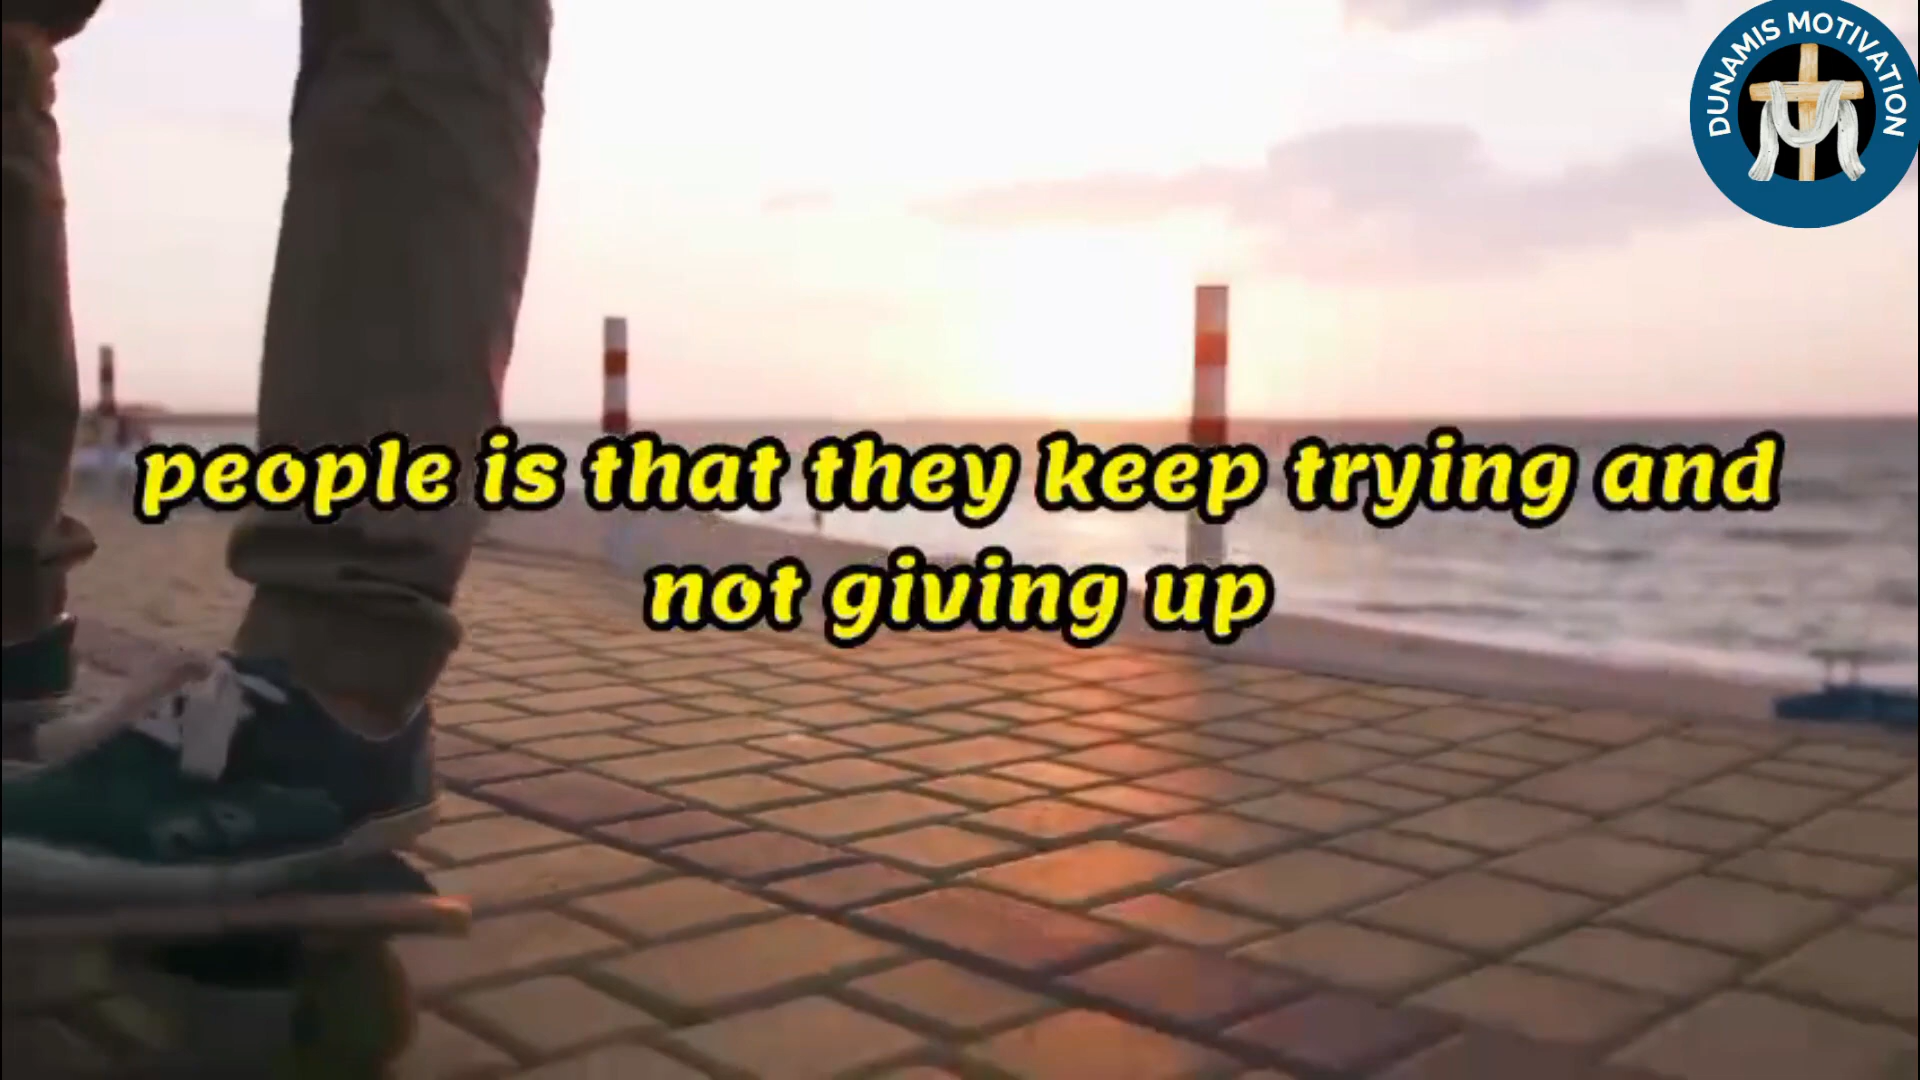 DUNAMIS MOTIVATION
people is that they keep trying and
not giving up